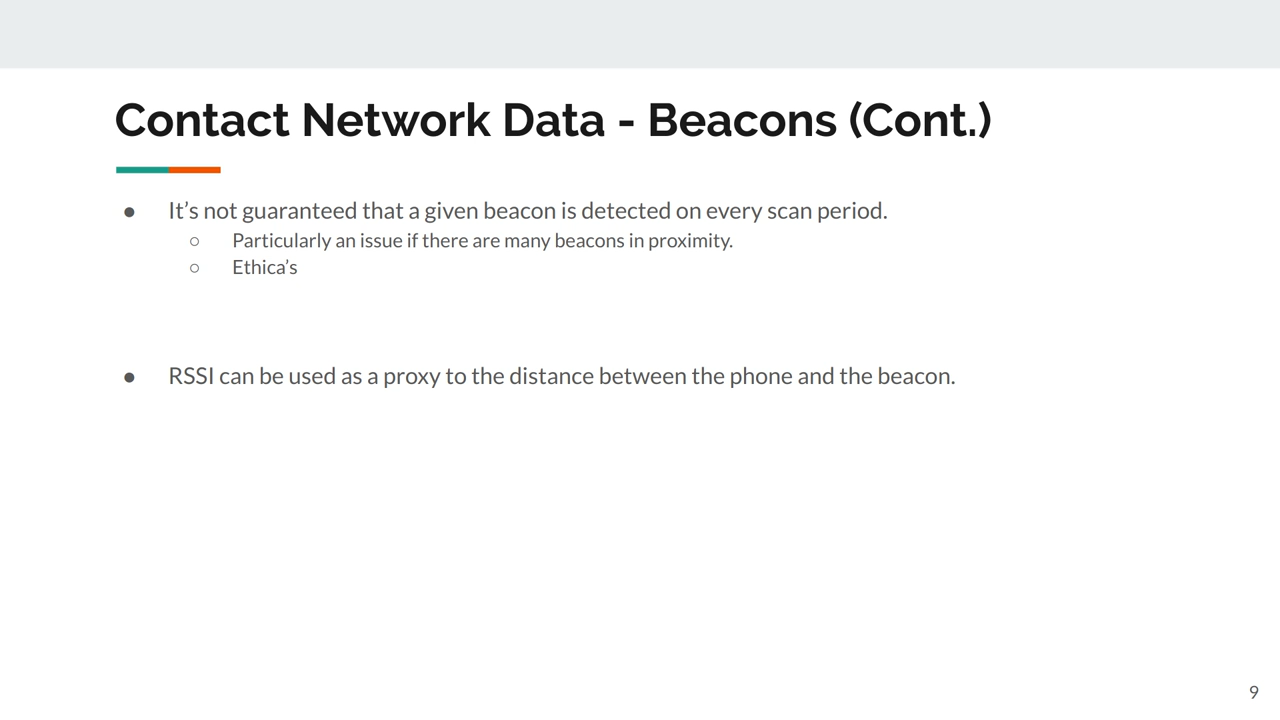 Contact Network Data - Beacons (Cont.)
● It’s not guaranteed that a given beacon is detected on every scan period.
○ Particularly an issue if there are many beacons in proximity.
○ Ethica’s
● RSSI can be used as a proxy to the distance between the phone and the beacon.
9